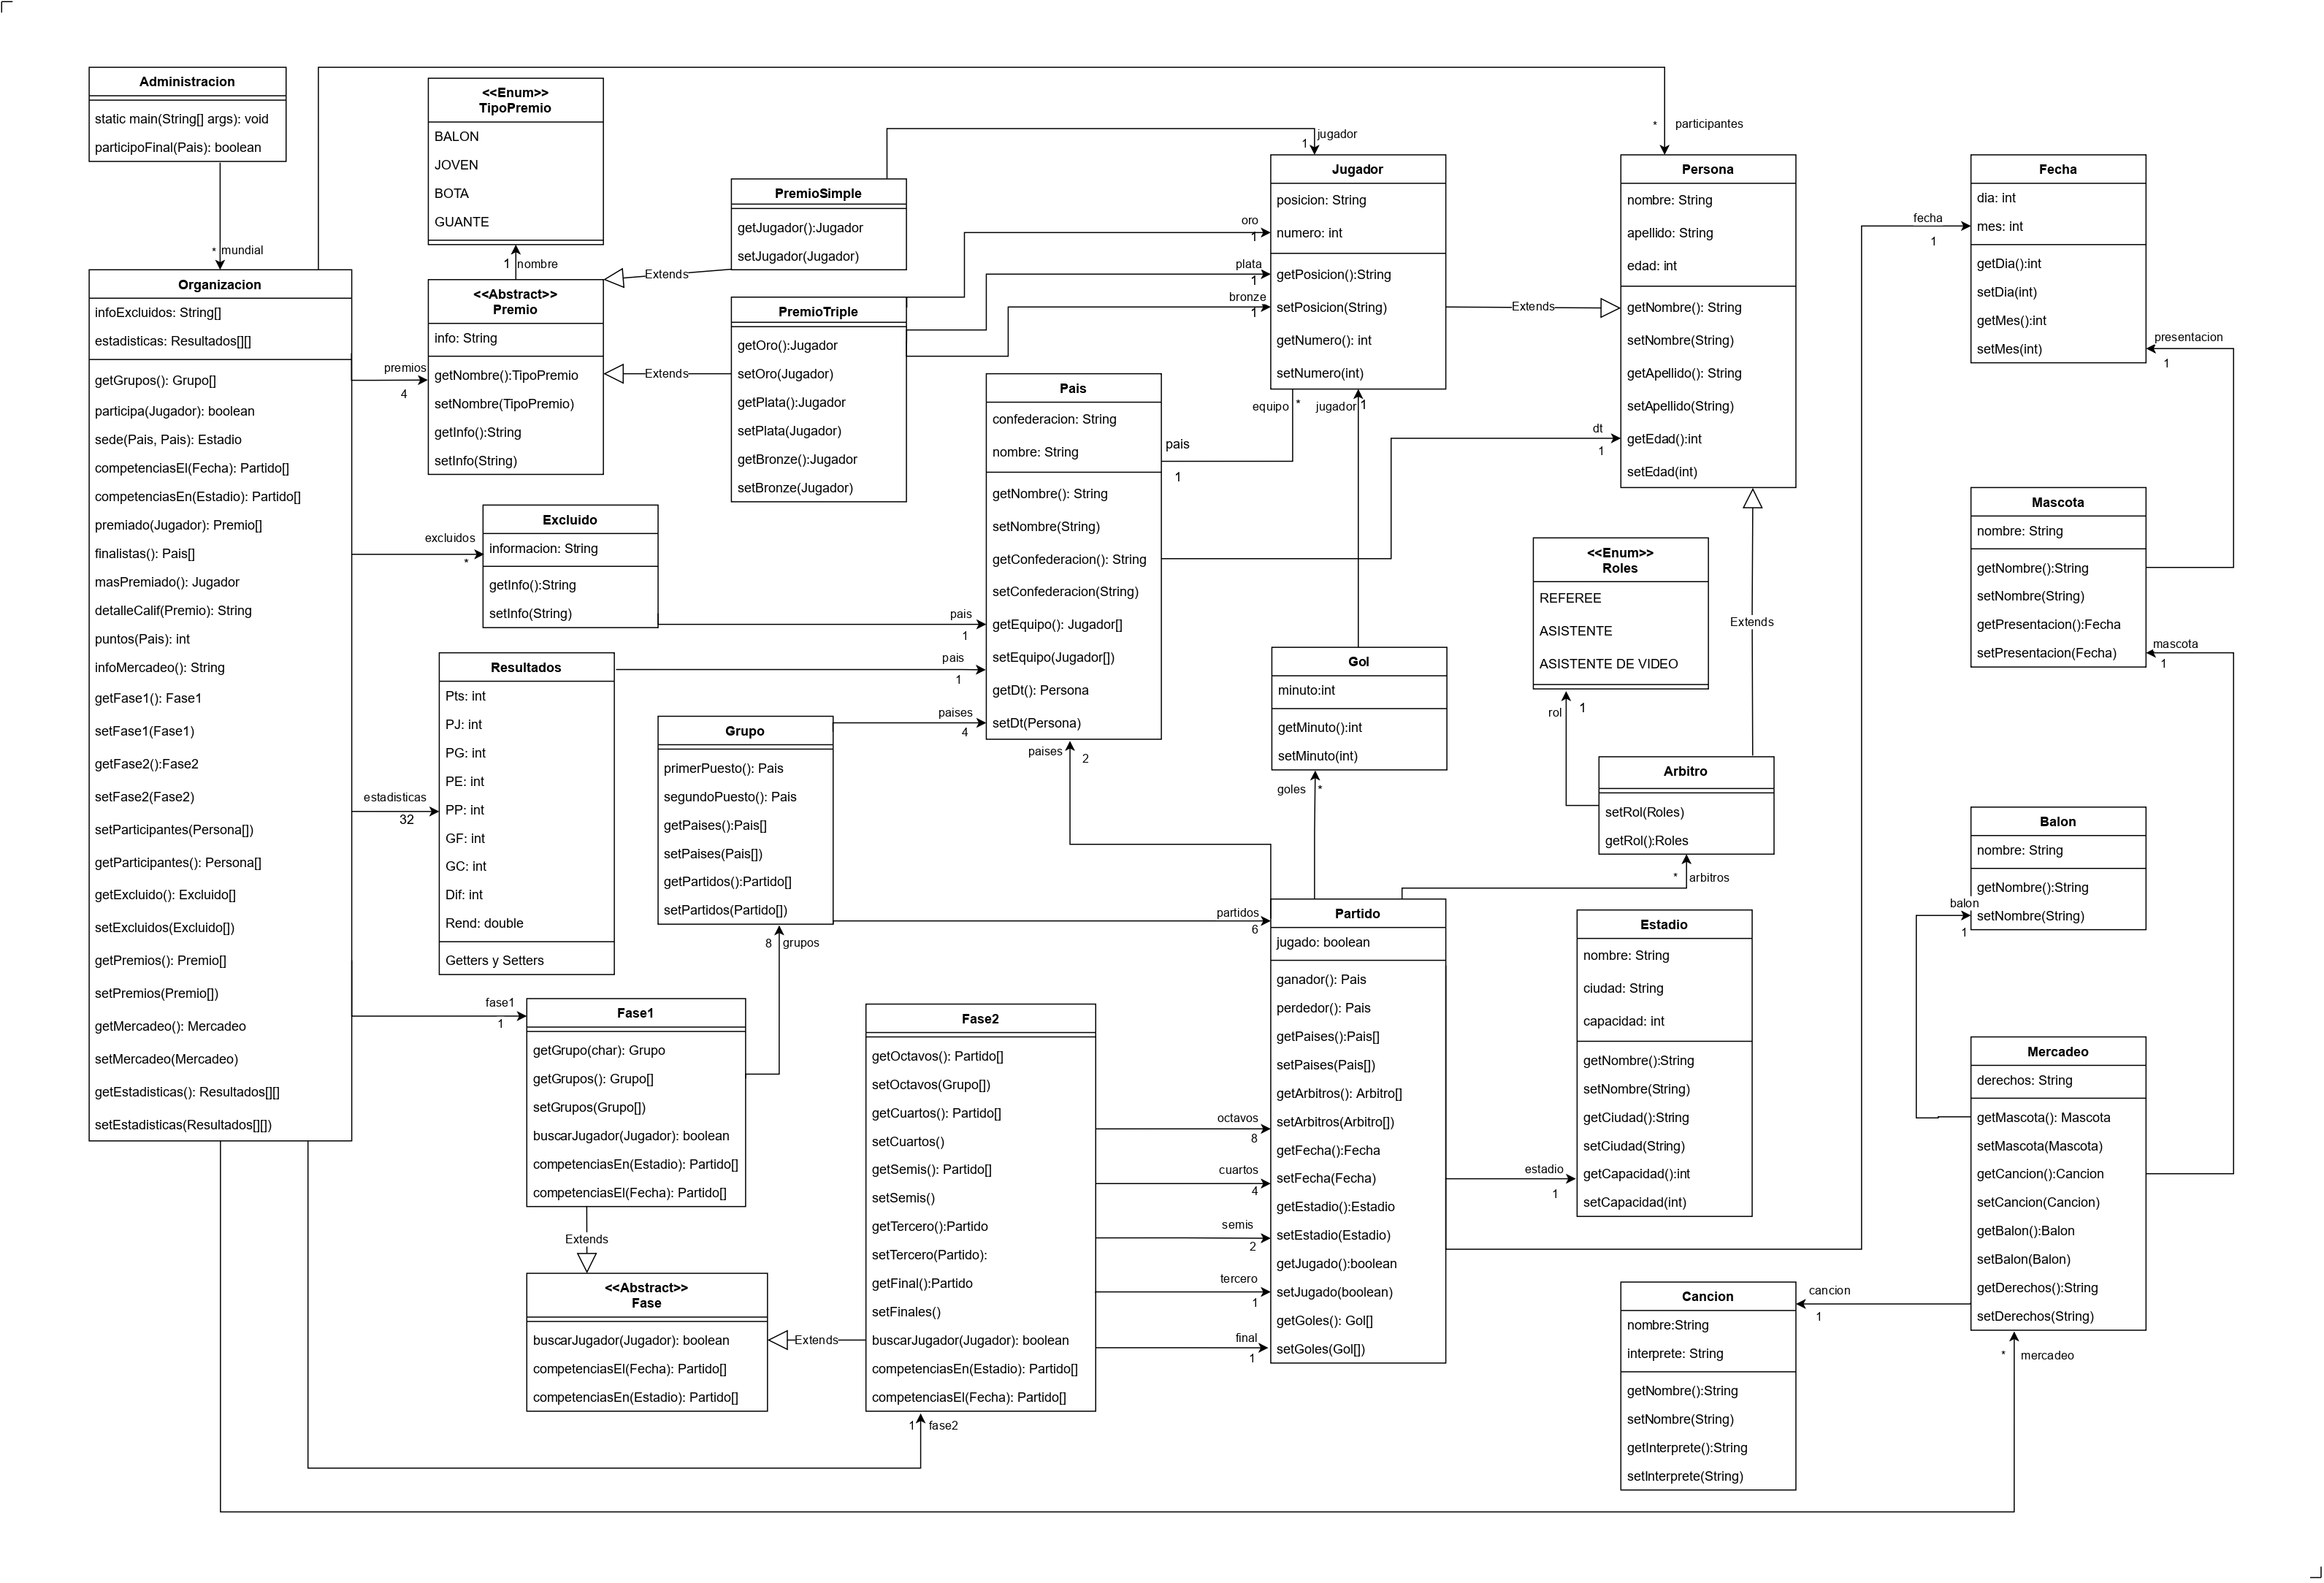 Administracion
static main(String[] args): void
participoFinal(Pais): boolean
* mundial
Organizacion
infoExcluidos: String[]
estadisticas: Resultados[][]
getGrupos(): Grupo[]
participa(Jugador): boolean
sede(Pais, Pais): Estadio
competenciasEl(Fecha): Partido[]
competenciasEn(Estadio): Partido[]
premiado(Jugador): Premio[]
finalistas(): Pais[]
masPremiado(): Jugador
detalleCalif(Premio): String
puntos(Pais): int
infoMercadeo(): String
getFase1(): Fase1
setFase1(Fase1)
getFase2():Fase2
setFase2(Fase2)
setParticipantes(Persona[])
getParticipantes(): Persona[]
getExcluido(): Excluido[]
setExcluidos(Excluido[])
getPremios(): Premio[]
setPremios(Premio[])
getMercadeo(): Mercadeo
setMercadeo(Mercadeo)
getEstadisticas(): Resultados[][]
setEstadisticas(Resultados[][])
<<Enum>>
TipoPremio
BALON
JOVEN
BOTA
GUANTE
1 nombre
<<Abstract>>
Premio
info: String
getNombre():TipoPremio
setNombre(TipoPremio)
getInfo():String
setInfo(String)
premios
4
Extends
Extends
PremioSimple
getJugador():Jugador
setJugador(Jugador)
PremioTriple
getOro():Jugador
setOro(Jugador)
getPlata():Jugador
setPlata(Jugador)
getBronze():Jugador
setBronze(Jugador)
jugador
1
oro
1
plata
1
bronze
1
excluidos
*
Excluido
informacion: String
getInfo():String
setInfo(String)
pais
1
estadisticas
32
Resultados
Pts: int
PJ: int
PG: int
PE: int
PP: int
GF: int
GC: int
Dif: int
Rend: double
Getters y Setters
pais
1
Grupo
primerPuesto(): Pais
segundoPuesto(): Pais
getPaises():Pais[]
setPaises(Pais[])
getPartidos():Partido[]
setPartidos(Partido[])
paises
4
8 grupos
partidos
6
fase1
1
Fase1
getGrupo(char): Grupo
getGrupos(): Grupo[]
setGrupos(Grupo[])
buscarJugador(Jugador): boolean
competenciasEn(Estadio): Partido[]
competenciasEl(Fecha): Partido[]
Extends
<<Abstract>>
Fase
buscarJugador(Jugador): boolean
competenciasEl(Fecha): Partido[]
competenciasEn(Estadio): Partido[]
Extends
Fase2
getOctavos(): Partido[]
setOctavos(Grupo[])
getCuartos(): Partido[]
setCuartos()
getSemis(): Partido[]
setSemis()
getTercero():Partido
setTercero(Partido):
getFinal():Partido
setFinales()
buscarJugador(Jugador): boolean
competenciasEn(Estadio): Partido[]
competenciasEl(Fecha): Partido[]
1 fase2
octavos
8
cuartos
4
semis
2
tercero
1
final
1
Pais
confederacion: String
nombre: String
getNombre(): String
setNombre(String)
getConfederacion(): String
setConfederacion(String)
getEquipo(): Jugador[]
setEquipo(Jugador[])
getDt(): Persona
setDt(Persona)
paises
2
pais
1
equipo *
jugador 1
Jugador
posicion: String
numero: int
getPosicion():String
setPosicion(String)
getNumero(): int
setNumero(int)
Extends
dt
1
Gol
minuto:int
getMinuto():int
setMinuto(int)
goles *
Partido
jugado: boolean
ganador(): Pais
perdedor(): Pais
getPaises():Pais[]
setPaises(Pais[])
getArbitros(): Arbitro[]
setArbitros(Arbitro[])
getFecha():Fecha
setFecha(Fecha)
getEstadio():Estadio
setEstadio(Estadio)
getJugado():boolean
setJugado(boolean)
getGoles(): Gol[]
setGoles(Gol[])
* participantes
Persona
nombre: String
apellido: String
edad: int
getNombre(): String
setNombre(String)
getApellido(): String
setApellido(String)
getEdad():int
setEdad(int)
<<Enum>>
Roles
REFEREE
ASISTENTE
ASISTENTE DE VIDEO
rol
1
Extends
Arbitro
setRol(Roles)
getRol():Roles
* arbitros
Estadio
nombre: String
ciudad: String
capacidad: int
getNombre():String
setNombre(String)
getCiudad():String
setCiudad(String)
getCapacidad():int
setCapacidad(int)
estadio
1
Cancion
nombre:String
interprete: String
getNombre():String
setNombre(String)
getInterprete():String
setInterprete(String)
cancion
1
fecha
1
Fecha
dia: int
mes: int
getDia():int
setDia(int)
getMes():int
setMes(int)
presentacion
1
Mascota
nombre: String
getNombre():String
setNombre(String)
getPresentacion():Fecha
setPresentacion(Fecha)
mascota
1
Balon
nombre: String
getNombre():String
setNombre(String)
balon
1
Mercadeo
derechos: String
getMascota(): Mascota
setMascota(Mascota)
getCancion():Cancion
setCancion(Cancion)
getBalon():Balon
setBalon(Balon)
getDerechos():String
setDerechos(String)
* mercadeo